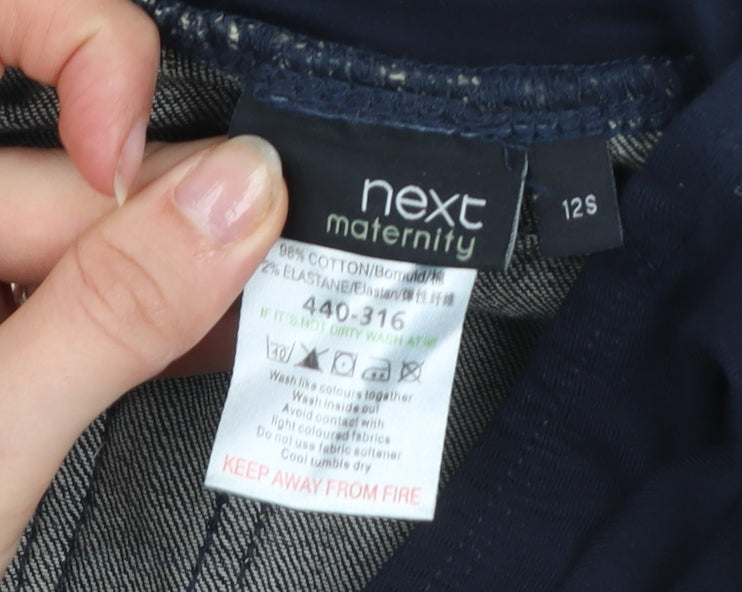 next
maternity
12S
98% COTTON/Bomuld/棉
2% ELASTANE/Elastan/弹性纤维
440-316
IF IT'S NOT DIRTY WASH AT
40
Wash like colours together
Wash inside out
Avoid contact with
light coloured fabrics
Do not use fabric softener
Cool tumble dry
KEEP AWAY FROM FIRE